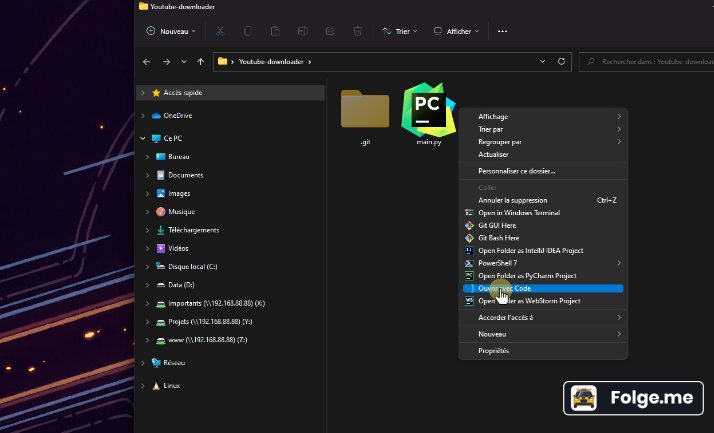 Youtube-downloader
Nouveau
Trier
Afficher
Youtube-downloader
Rechercher dans : Youtube-downloader
Accès rapide
OneDrive
Ce PC
Bureau
Documents
Images
Musique
Téléchargements
Vidéos
Disque local (C:)
Data (D:)
Importants (\\192.168.88.88) (X:)
Projets (\\192.168.88.88) (Y:)
www (\\192.168.88.88) (Z:)
Réseau
Linux
.git
PC
main.py
Affichage
Trier par
Regrouper par
Actualiser
Personnaliser ce dossier...
Coller
Annuler la suppression Ctrl+Z
Open in Windows Terminal
Git GUI Here
Git Bash Here
Open Folder as IntelliJ IDEA Project
PowerShell 7
Open Folder as PyCharm Project
Ouvrir avec Code
Open Folder as WebStorm Project
Accorder l'accès à
Nouveau
Propriétés
Folge.me